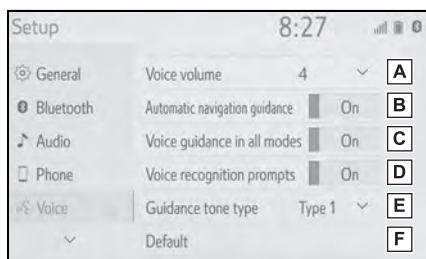 Setup 8:27
General
Voice volume 4 A
Bluetooth
Automatic navigation guidance On B
Audio
Voice guidance in all modes On C
Phone
Voice recognition prompts On D
Voice
Guidance tone type Type 1 E
Default F